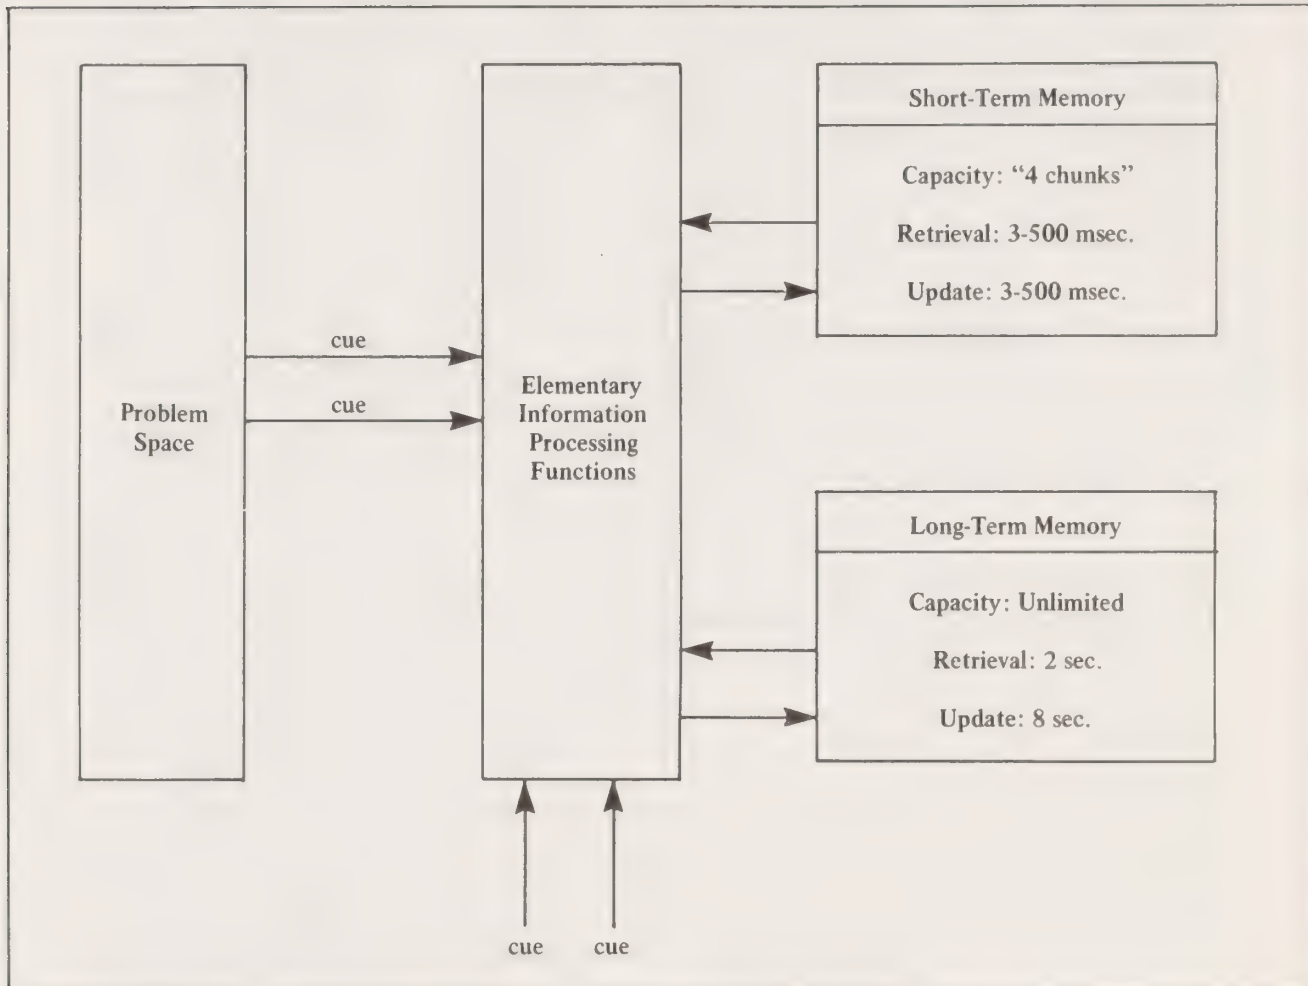 Problem
Space
cue
cue
Elementary
Information
Processing
Functions
cue
cue
Short-Term Memory
Capacity: “4 chunks”
Retrieval: 3-500 msec.
Update: 3-500 msec.
Long-Term Memory
Capacity: Unlimited
Retrieval: 2 sec.
Update: 8 sec.